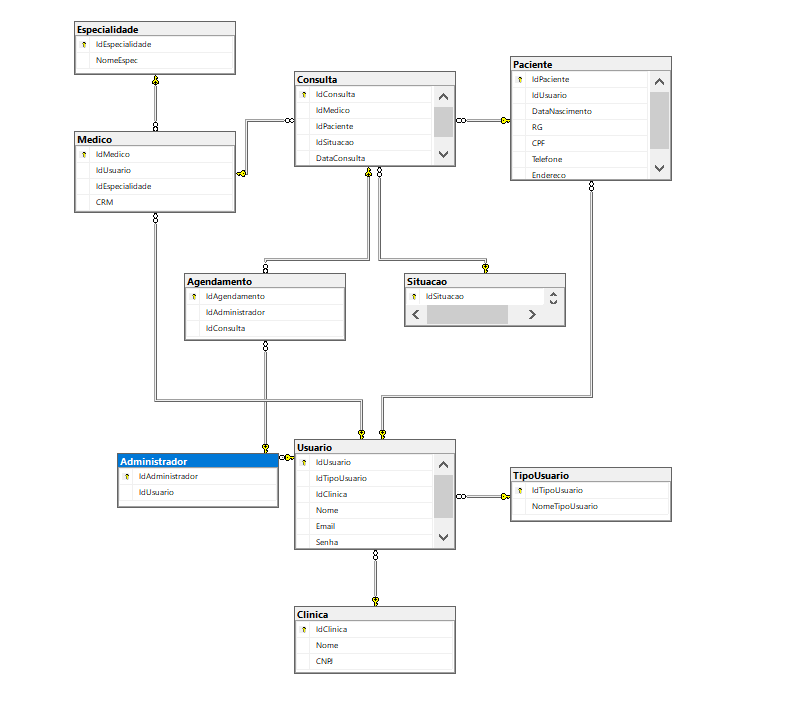 Especialidade
IdEspecialidade
NomeEspec
Consulta
IdConsulta
IdMedico
IdPaciente
IdSituacao
DataConsulta
Paciente
IdPaciente
IdUsuario
DataNascimento
RG
CPF
Telefone
Endereco
Medico
IdMedico
IdUsuario
IdEspecialidade
CRM
Agendamento
IdAgendamento
IdAdministrador
IdConsulta
Situacao
IdSituacao
Administrador
IdAdministrador
IdUsuario
Usuario
IdUsuario
IdTipoUsuario
IdClinica
Nome
Email
Senha
TipoUsuario
IdTipoUsuario
NomeTipoUsuario
Clinica
IdClinica
Nome
CNPJ